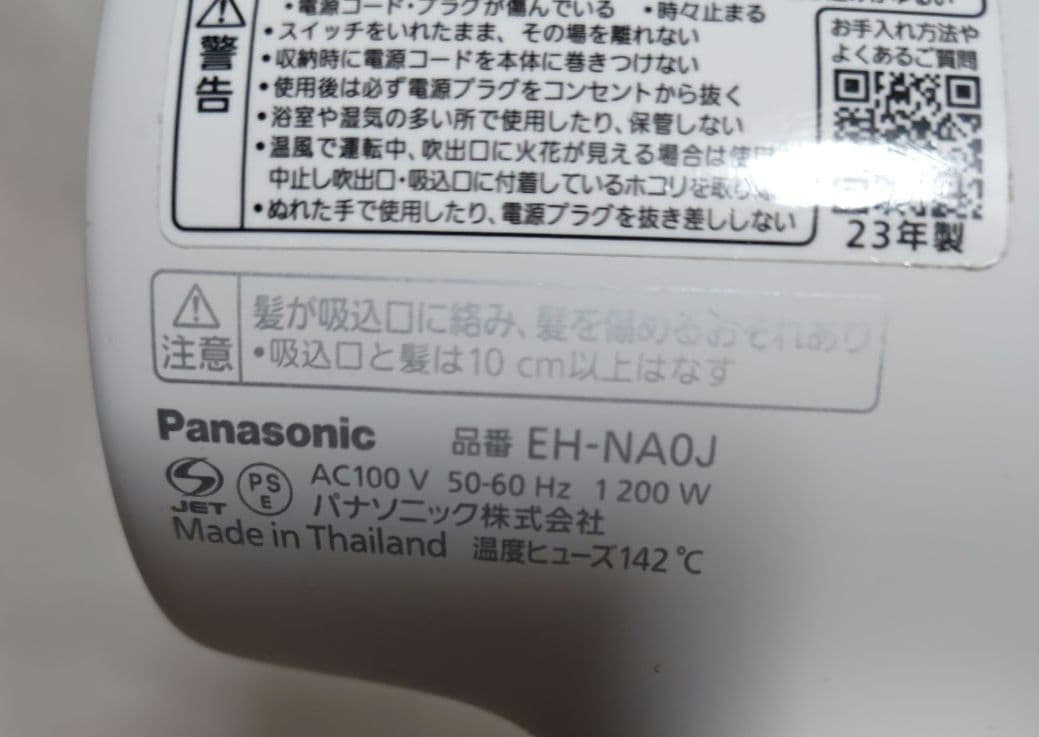 ・電源コード・プラグが傷んでいる ・時々止まる
警告
・スイッチをいれたまま、その場を離れない
・収納時に電源コードを本体に巻きつけない
・使用後は必ず電源プラグをコンセントから抜く
・浴室や湿気の多い所で使用したり、保管しない
・温風で運転中、吹出口に火花が見える場合は使用
中止し吹出口・吸込口に付着しているホコリを取り
・ぬれた手で使用したり、電源プラグを抜き差ししない
お手入れ方法や
よくあるご質問
23年製
注意
髪が吸込口に絡み、髪を傷めるおそれあり
・吸込口と髪は10 cm以上はなす
Panasonic 品番 EH-NA0J
JET PS E AC100 V 50-60 Hz 1 200 W
パナソニック株式会社
Made in Thailand 温度ヒューズ142 ℃